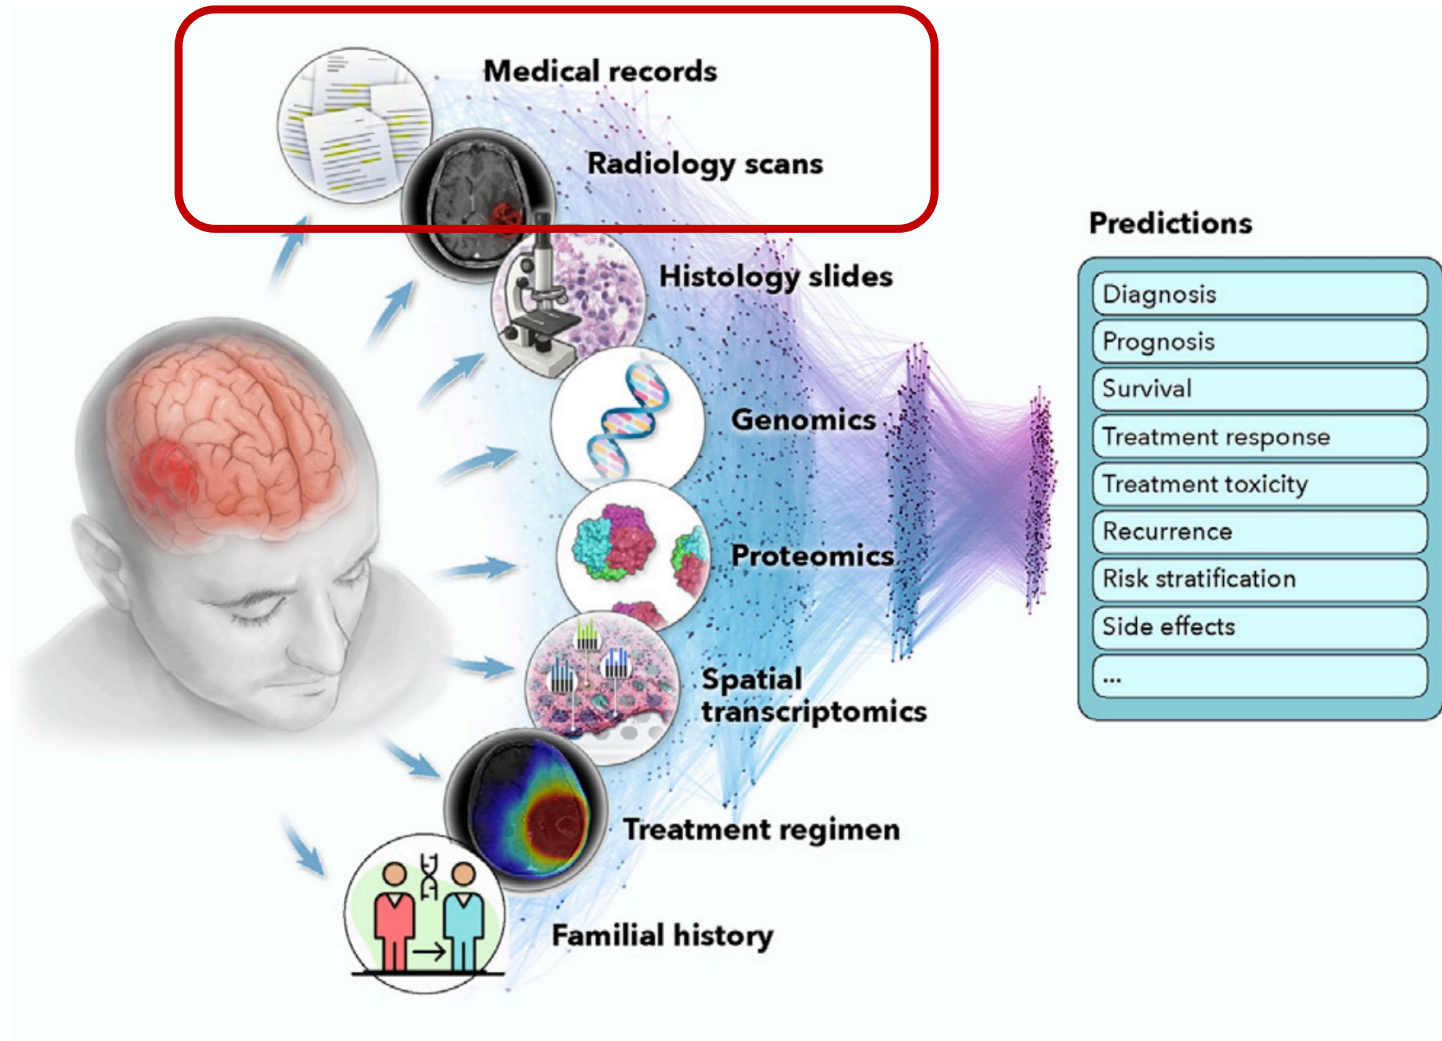 Medical records
Radiology scans
Histology slides
Genomics
Proteomics
Spatial
transcriptomics
Treatment regimen
Familial history
Predictions
Diagnosis
Prognosis
Survival
Treatment response
Treatment toxicity
Recurrence
Risk stratification
Side effects
...